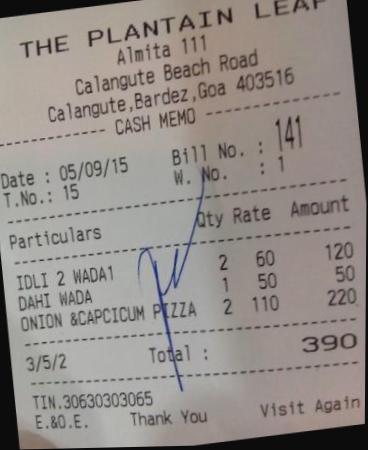 THE PLANTAIN LEAF
Almita 111
Calangute Beach Road
Calangute,Bardez,Goa 403516
CASH MEMO
Date : 05/09/15 Bill No. : 141
T.No.: 15 W. No. : 1
Particulars Qty Rate Amount
IDLI 2 WADA1 2 60 120
DAHI WADA 1 50 50
ONION &CAPCICUM PIZZA 2 110 220
3/5/2 Total : 390
TIN.30630303065
E.&O.E. Thank You Visit Again